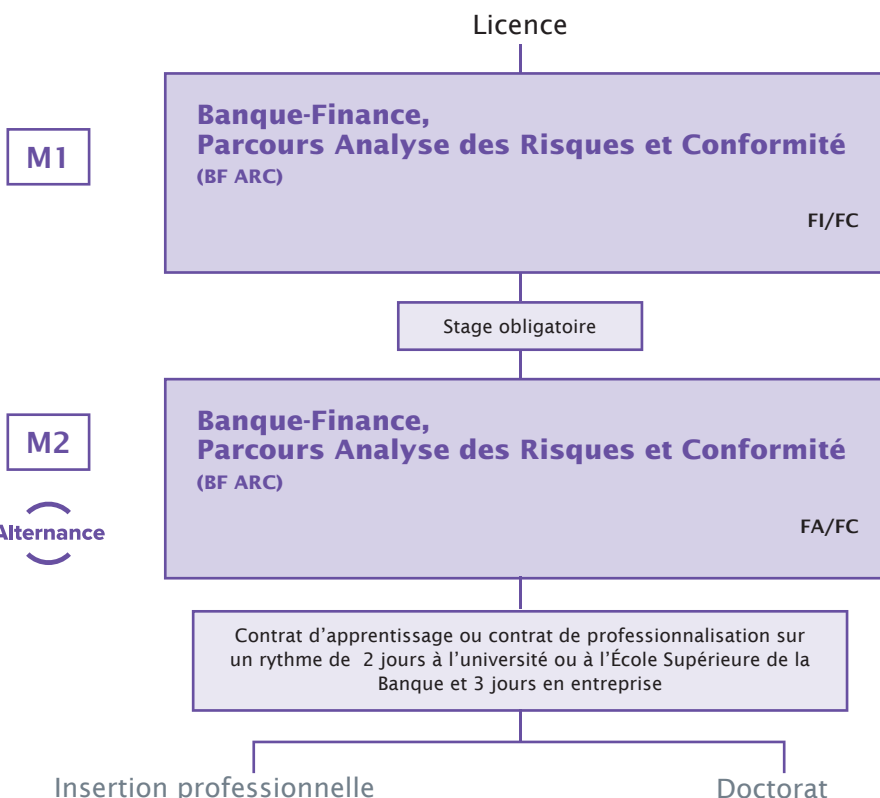 Licence
M1
Banque-Finance,
Parcours Analyse des Risques et Conformité
(BF ARC)
FI/FC
Stage obligatoire
M2
Banque-Finance,
Parcours Analyse des Risques et Conformité
(BF ARC)
Alternance
FA/FC
Contrat d’apprentissage ou contrat de professionnalisation sur
un rythme de 2 jours à l’université ou à l’École Supérieure de la
Banque et 3 jours en entreprise
Insertion professionnelle
Doctorat